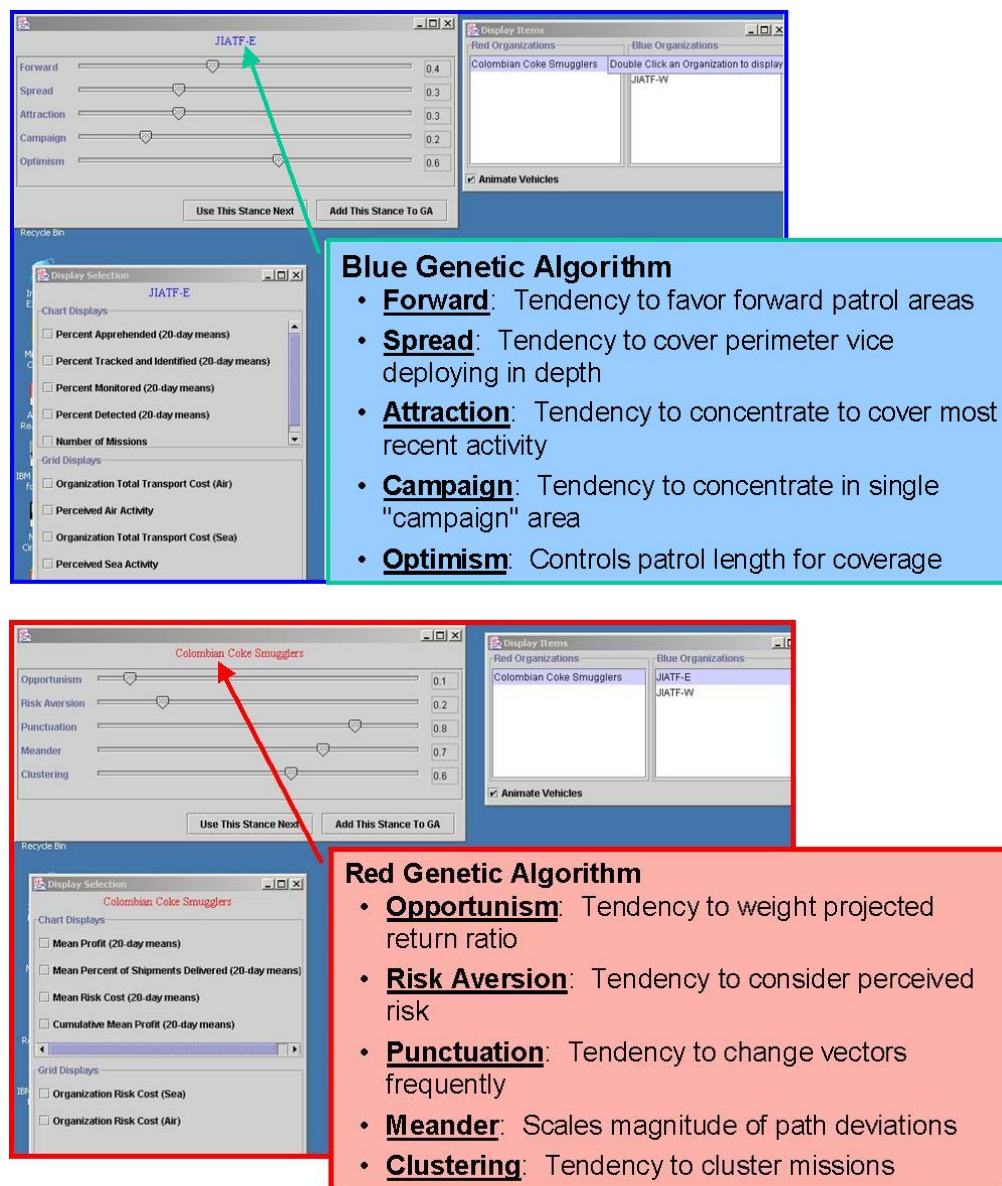 JIATF-E
Forward 0.4
Spread 0.3
Attraction 0.3
Campaign 0.2
Optimism 0.6
Use This Stance Next Add This Stance To GA
Display Items
Red Organizations Blue Organizations
Colombian Coke Smugglers Double Click an Organization to display
JIATF-W
Animate Vehicles
Recycle Bin
Display Selection
JIATF-E
Chart Displays
Percent Apprehended (20-day means)
Percent Tracked and Identified (20-day means)
Percent Monitored (20-day means)
Percent Detected (20-day means)
Number of Missions
Grid Displays
Organization Total Transport Cost (Air)
Perceived Air Activity
Organization Total Transport Cost (Sea)
Perceived Sea Activity
Blue Genetic Algorithm
• Forward: Tendency to favor forward patrol areas
• Spread: Tendency to cover perimeter vice
deploying in depth
• Attraction: Tendency to concentrate to cover most
recent activity
• Campaign: Tendency to concentrate in single
"campaign" area
• Optimism: Controls patrol length for coverage
Colombian Coke Smugglers
Opportunism 0.1
Risk Aversion 0.2
Punctuation 0.8
Meander 0.7
Clustering 0.6
Use This Stance Next Add This Stance To GA
Display Items
Red Organizations Blue Organizations
Colombian Coke Smugglers JIATF-E
JIATF-W
Animate Vehicles
Recycle Bin
Display Selection
Colombian Coke Smugglers
Chart Displays
Mean Profit (20-day means)
Mean Percent of Shipments Delivered (20-day means)
Mean Risk Cost (20-day means)
Cumulative Mean Profit (20-day means)
Grid Displays
Organization Risk Cost (Sea)
Organization Risk Cost (Air)
Red Genetic Algorithm
• Opportunism: Tendency to weight projected
return ratio
• Risk Aversion: Tendency to consider perceived
risk
• Punctuation: Tendency to change vectors
frequently
• Meander: Scales magnitude of path deviations
• Clustering: Tendency to cluster missions